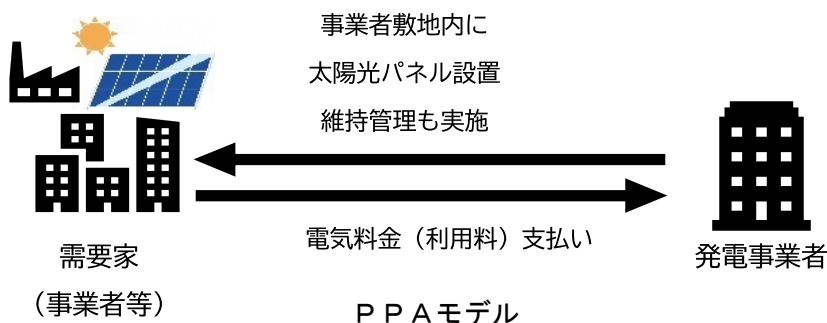 事業者敷地内に
太陽光パネル設置
維持管理も実施
電気料金（利用料）支払い
需要家
（事業者等）
発電事業者
ＰＰＡモデル